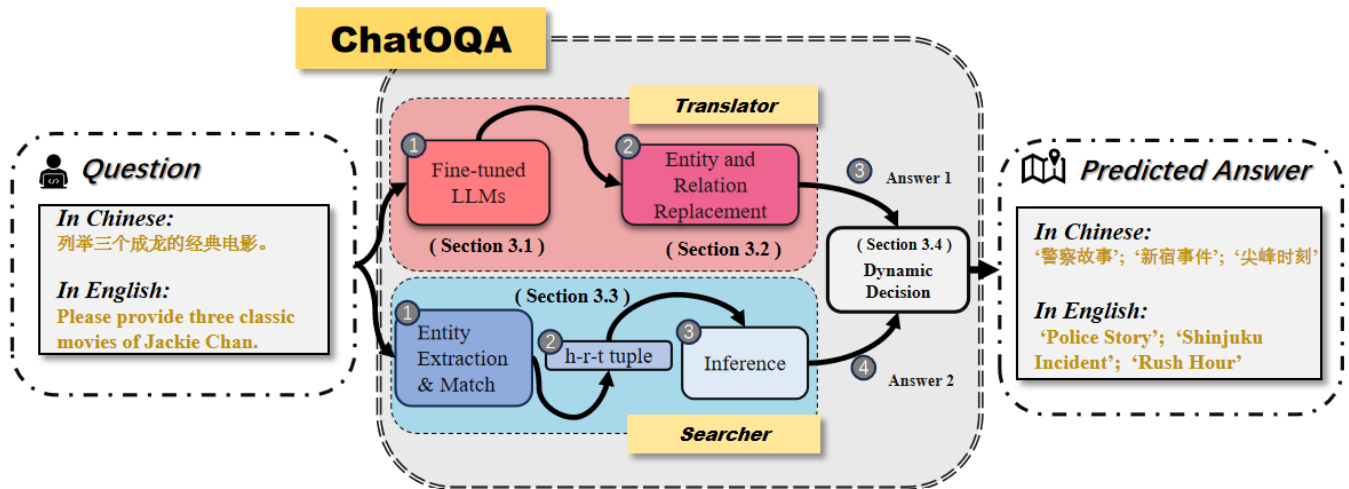 ChatOQA
Question
In Chinese:
列举三个成龙的经典电影。
In English:
Please provide three classic
movies of Jackie Chan.
Translator
1
Fine-tuned
LLMs
( Section 3.1 )
2
Entity and
Relation
Replacement
( Section 3.2 )
3
Answer 1
( Section 3.3 )
1
Entity
Extraction
& Match
2
h-r-t tuple
3
Inference
Searcher
4
Answer 2
( Section 3.4 )
Dynamic
Decision
Predicted Answer
In Chinese:
‘警察故事’; ‘新宿事件’; ‘尖峰时刻’
In English:
‘Police Story’; ‘Shinjuku
Incident’; ‘Rush Hour’